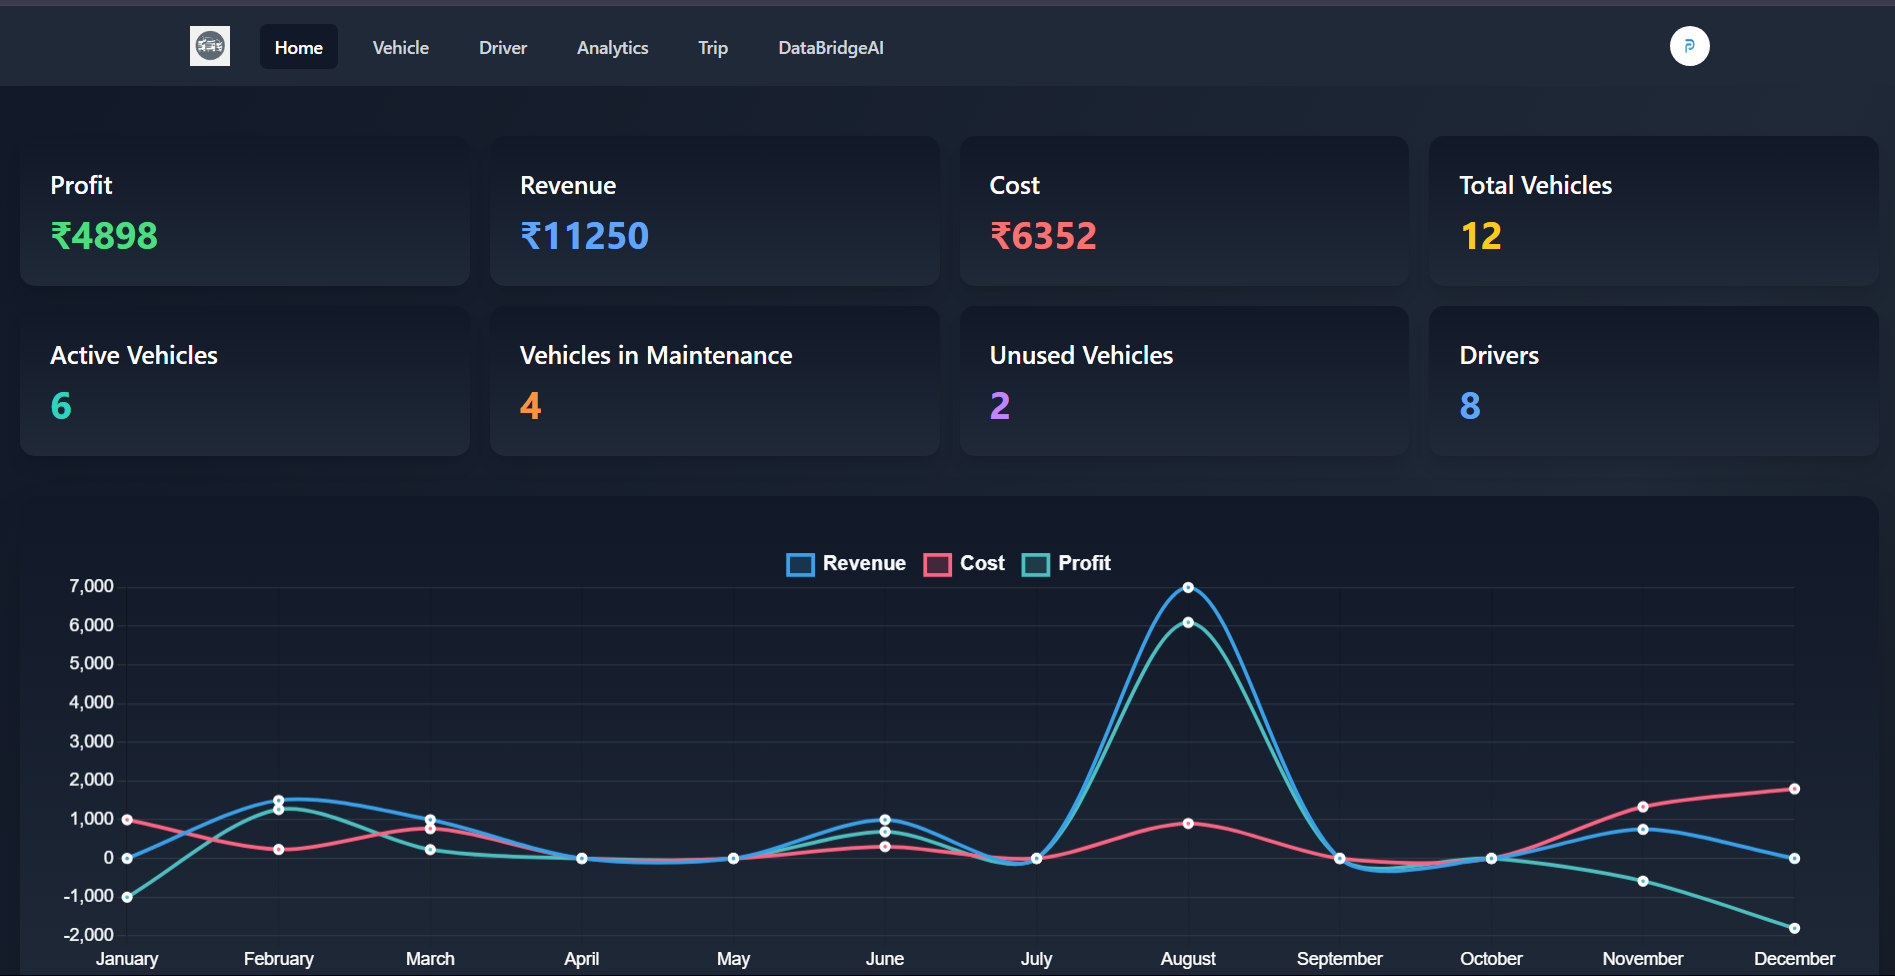 Home Vehicle Driver Analytics Trip DataBridgeAI
Profit
₹4898
Revenue
₹11250
Cost
₹6352
Total Vehicles
12
Active Vehicles
6
Vehicles in Maintenance
4
Unused Vehicles
2
Drivers
8
Revenue Cost Profit
7,000
6,000
5,000
4,000
3,000
2,000
1,000
0
-1,000
-2,000
January February March April May June July August September October November December